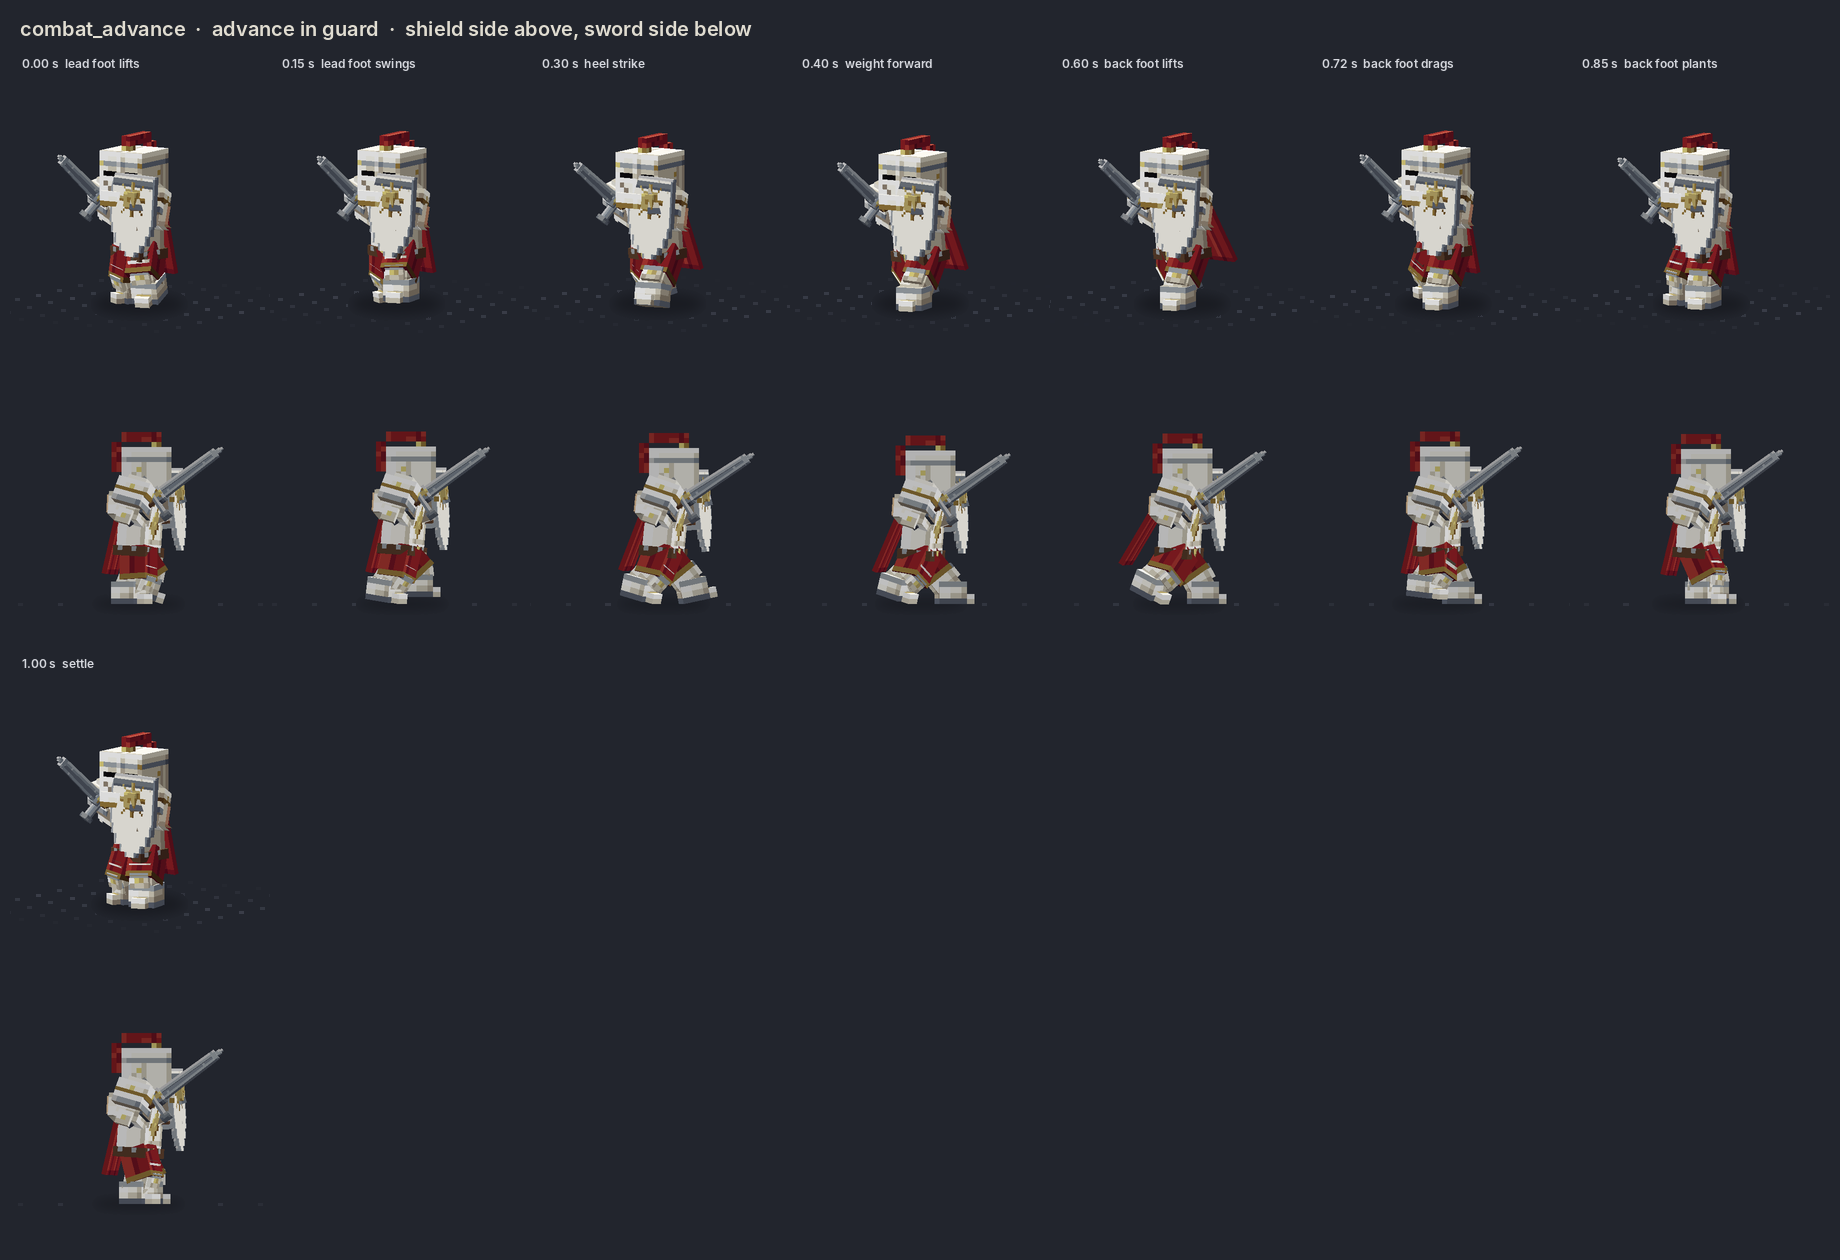 combat_advance · advance in guard · shield side above, sword side below
0.00 s lead foot lifts
0.15 s lead foot swings
0.30 s heel strike
0.40 s weight forward
0.60 s back foot lifts
0.72 s back foot drags
0.85 s back foot plants
1.00 s settle